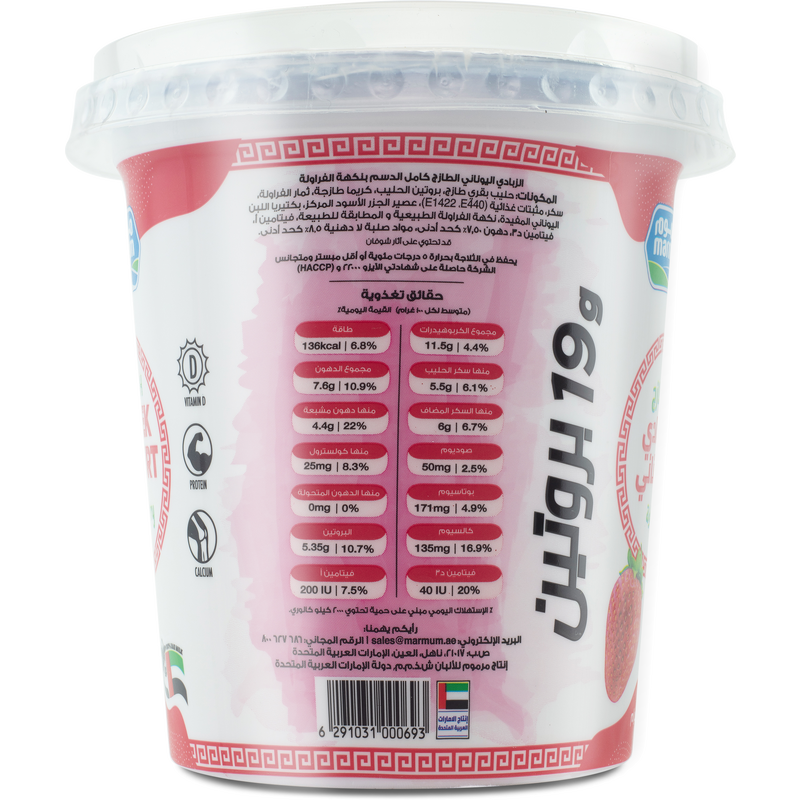 الزبادي اليوناني الطازج كامل الدسم بنكهة الفراولة
المكونات: حليب بقري طازج، بروتين الحليب، كريما طازجة، ثمار الفراولة،
سكر، مثبتات غذائية (E1422 ,E440)، عصير الجزر الأسود المركز، بكتيريا اللبن
المفيدة، نكهة الفراولة الطبيعية و المطابقة للطبيعة، فيتامين أ،
فيتامين د٣، دهون ٧,٥٠٪ كحد أدنى، مواد صلبة لا دهنية ٨,٥٪ كحد أدنى.
قد تحتوي على آثار شوفان
يحفظ في الثلاجة بحرارة ٥ درجات مئوية أو أقل مبستر ومتجانس
الشركة حاصلة على شهادتي الأيزو ٢٢٠٠٠ و (HACCP)
حقائق تغذوية
(متوسط لكل ١٠٠ غرام) القيمة اليومية٪
مجموع الكربوهيدرات
11.5g | 4.4%
طاقة
136kcal | 6.8%
منها سكر الحليب
5.5g | 6.1%
مجموع الدهون
7.6g | 10.9%
منها السكر المضاف
6g | 6.7%
منها دهون مشبعة
4.4g | 22%
صوديوم
50mg | 2.5%
منها كولسترول
25mg | 8.3%
بوتاسيوم
171mg | 4.9%
منها الدهون المتحولة
0mg | 0%
كالسيوم
135mg | 16.9%
البروتين
5.35g | 10.7%
فيتامين د٣
40 IU | 20%
فيتامين أ
200 IU | 7.5%
٪ الإستهلاك اليومي مبني على حمية تحتوي ٢٠٠٠ كيلو كالوري.
رأيكم يهمنا:
البريد الإلكتروني: sales@marmum.ae | الرقم المجاني: ٨٠٠ ٦٢٧ ٦٨٦
ص.ب: ٢١٠١٧، ناهل، العين، الإمارات العربية المتحدة
إنتاج مرموم للألبان ش.ذ.م.م, دولة الإمارات العربية المتحدة
6 291031 000693
إنتاج الامارات
العربية المتحدة
19g بروتين
D
VITAMIN D
PROTEIN
CALCIUM